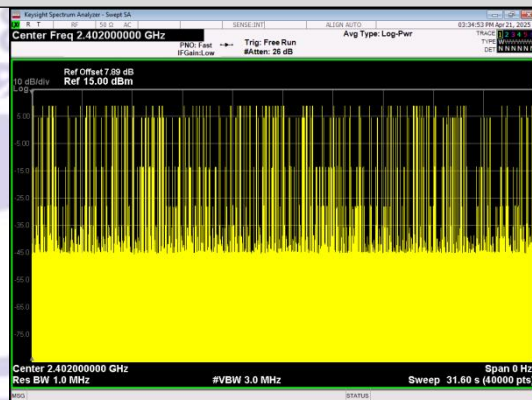 Keysight Spectrum Analyzer - Swept SA
R T RF 50 Ω AC SENSE:INT ALIGN AUTO 03:34:53 PM Apr 21, 2025
Center Freq 2.402000000 GHz
PNO: Fast
IFGain:Low
Trig: Free Run
#Atten: 26 dB
Avg Type: Log-Pwr
TRACE 1 2 3 4 5
TYPE W
DET N N N N N
Ref Offset 7.89 dB
10 dB/div Ref 15.00 dBm
Log
5.00
-5.00
-15.0
-25.0
-35.0
-45.0
-55.0
-65.0
-75.0
Center 2.402000000 GHz Span 0 Hz
Res BW 1.0 MHz #VBW 3.0 MHz Sweep 31.60 s (40000 pts)
MSG STATUS